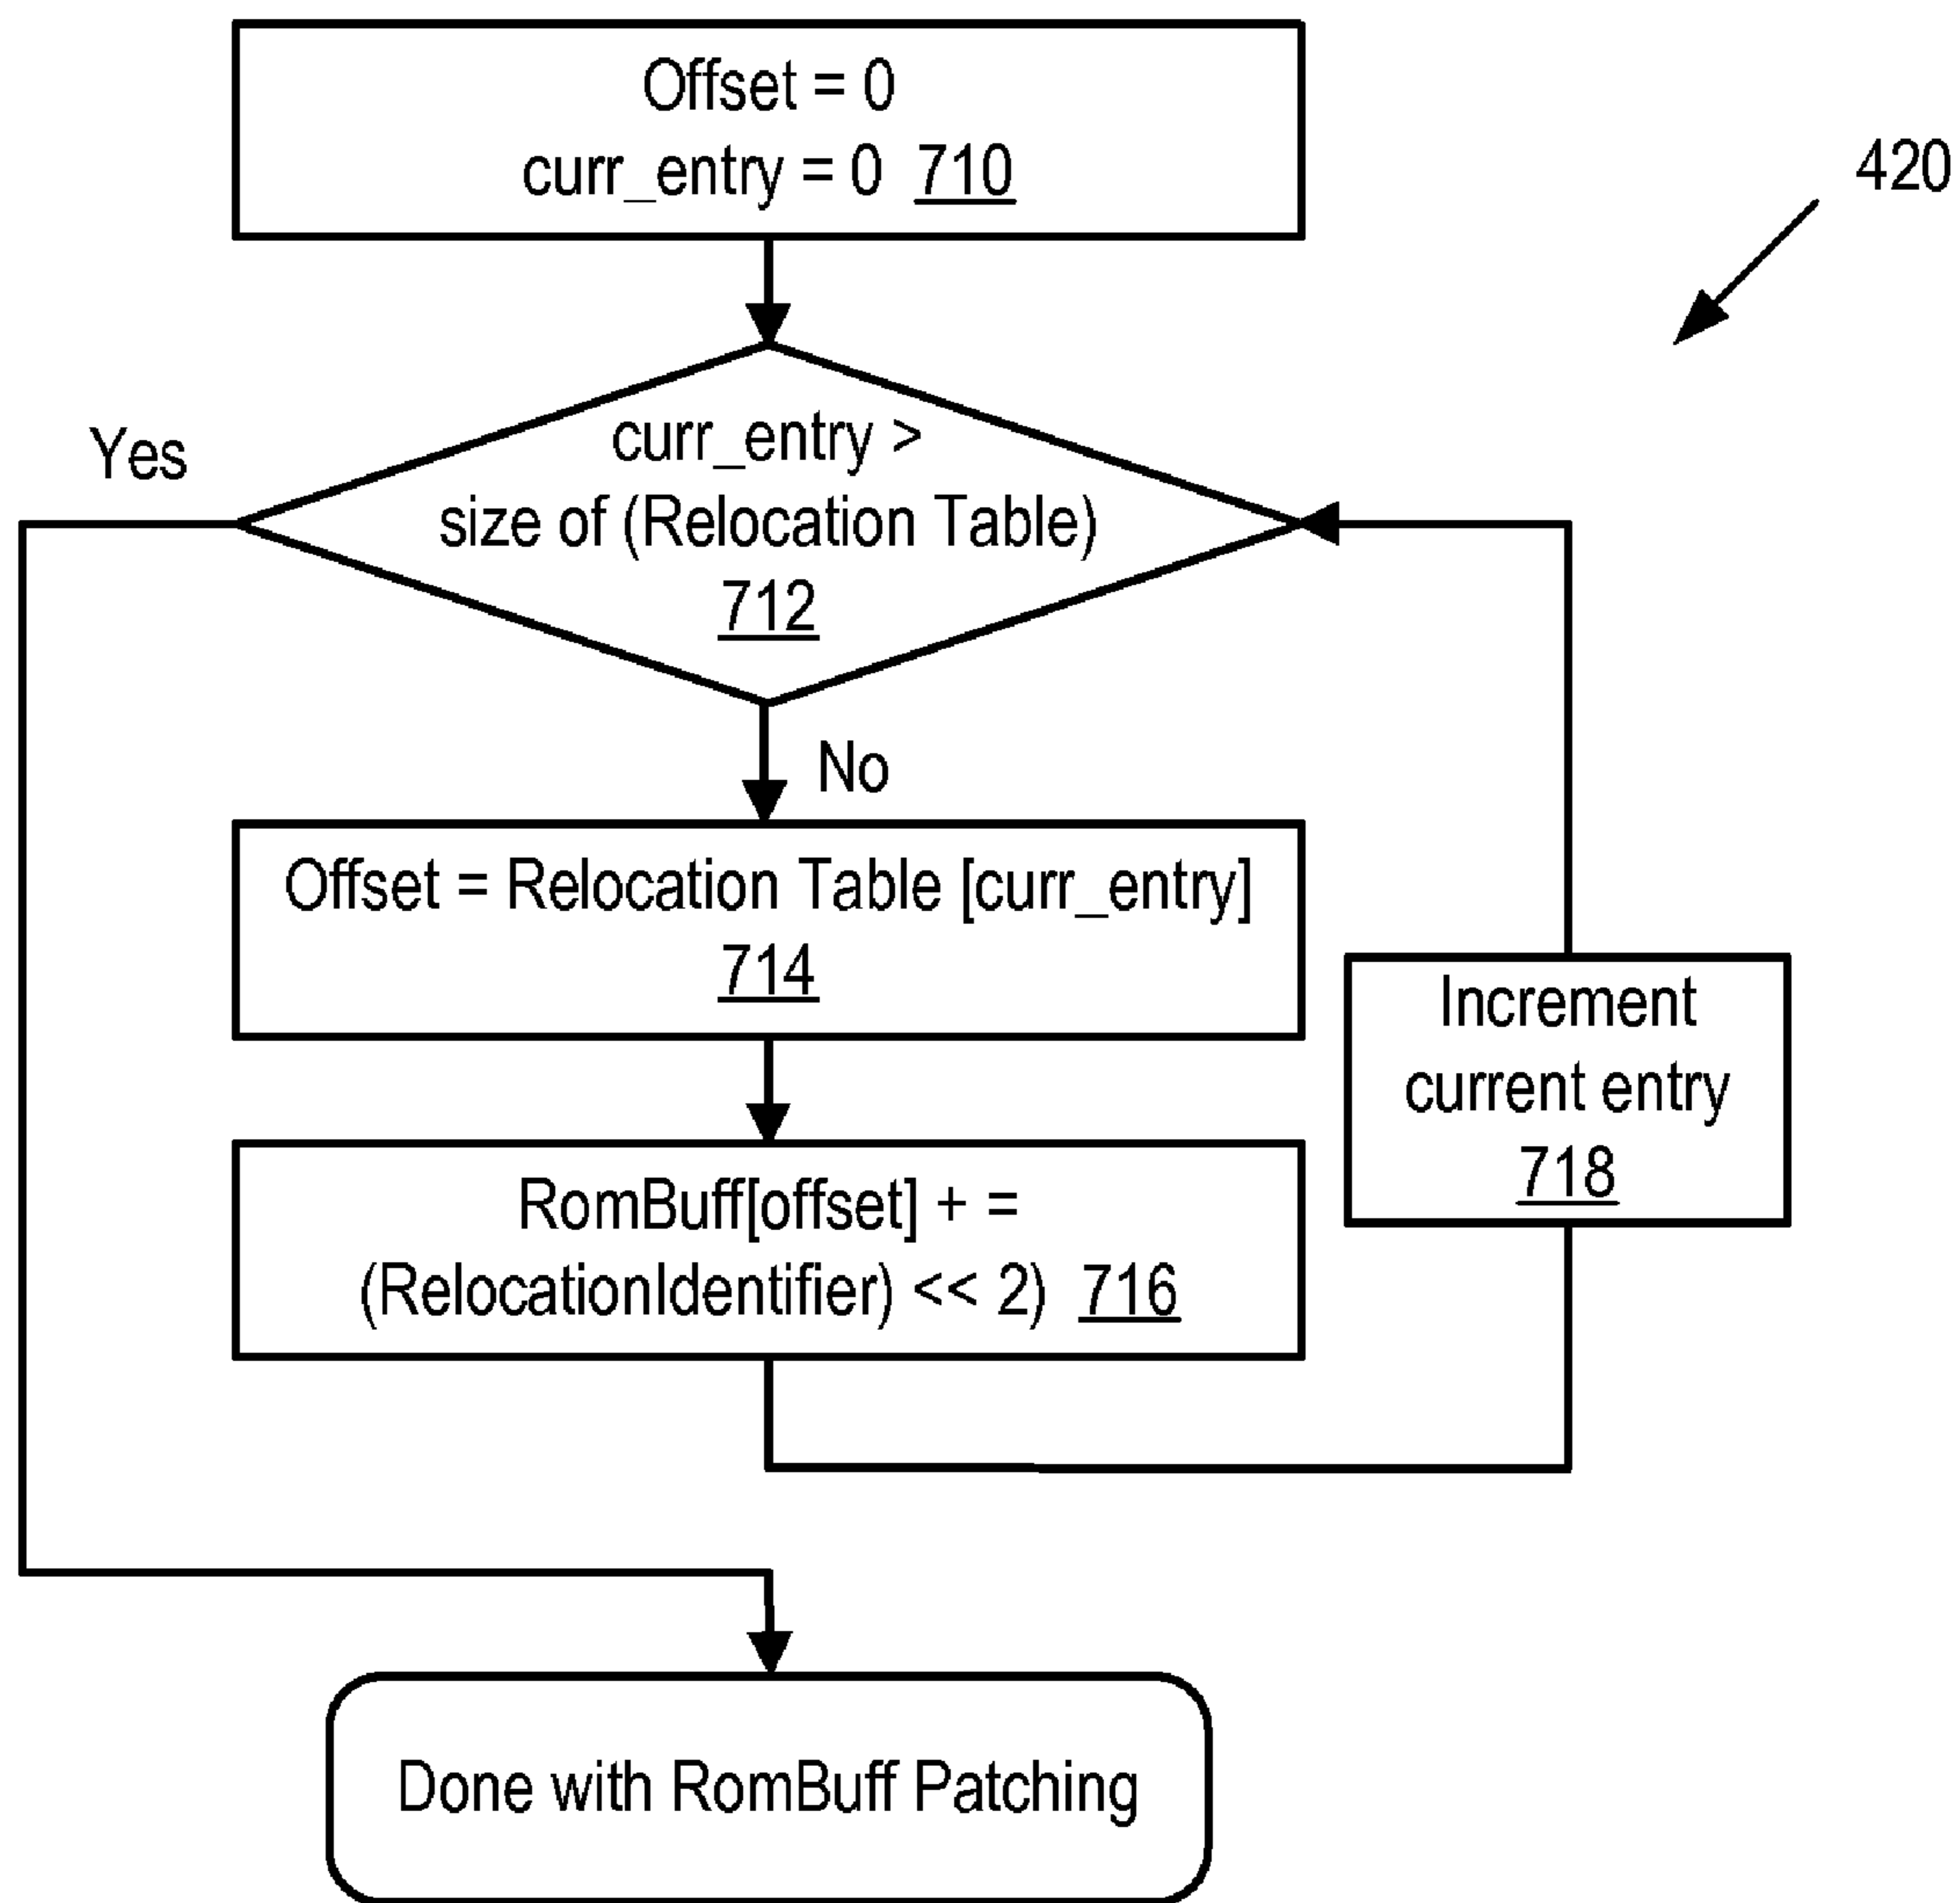 Offset = 0
curr_entry = 0 710
420
curr_entry >
size of (Relocation Table)
712
Yes
No
Offset = Relocation Table [curr_entry]
714
Increment
current entry
718
RomBuff[offset] + =
(RelocationIdentifier) << 2) 716
Done with RomBuff Patching